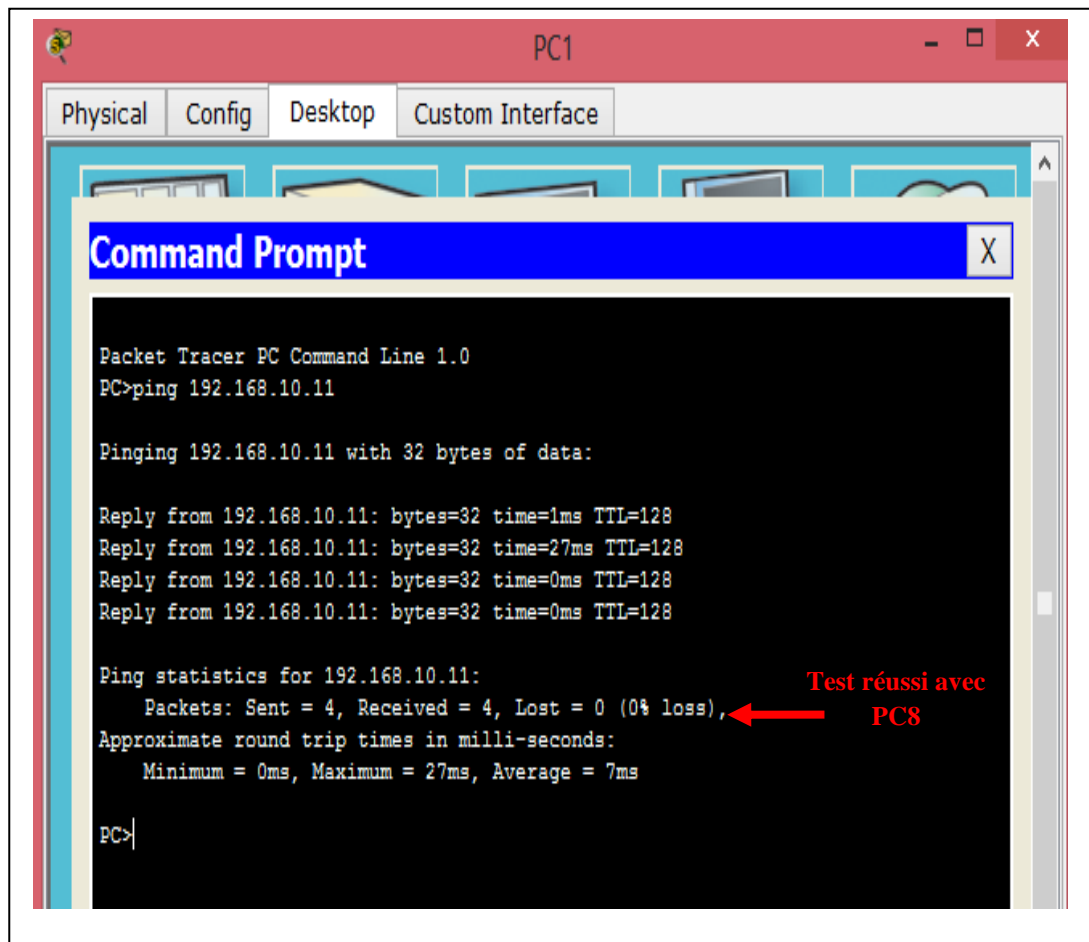 PC1
Physical Config Desktop Custom Interface
Command Prompt
X
Packet Tracer PC Command Line 1.0
PC>ping 192.168.10.11
Pinging 192.168.10.11 with 32 bytes of data:
Reply from 192.168.10.11: bytes=32 time=1ms TTL=128
Reply from 192.168.10.11: bytes=32 time=27ms TTL=128
Reply from 192.168.10.11: bytes=32 time=0ms TTL=128
Reply from 192.168.10.11: bytes=32 time=0ms TTL=128
Ping statistics for 192.168.10.11:
Packets: Sent = 4, Received = 4, Lost = 0 (0% loss),
Approximate round trip times in milli-seconds:
Minimum = 0ms, Maximum = 27ms, Average = 7ms
PC>
Test réussi avec
PC8